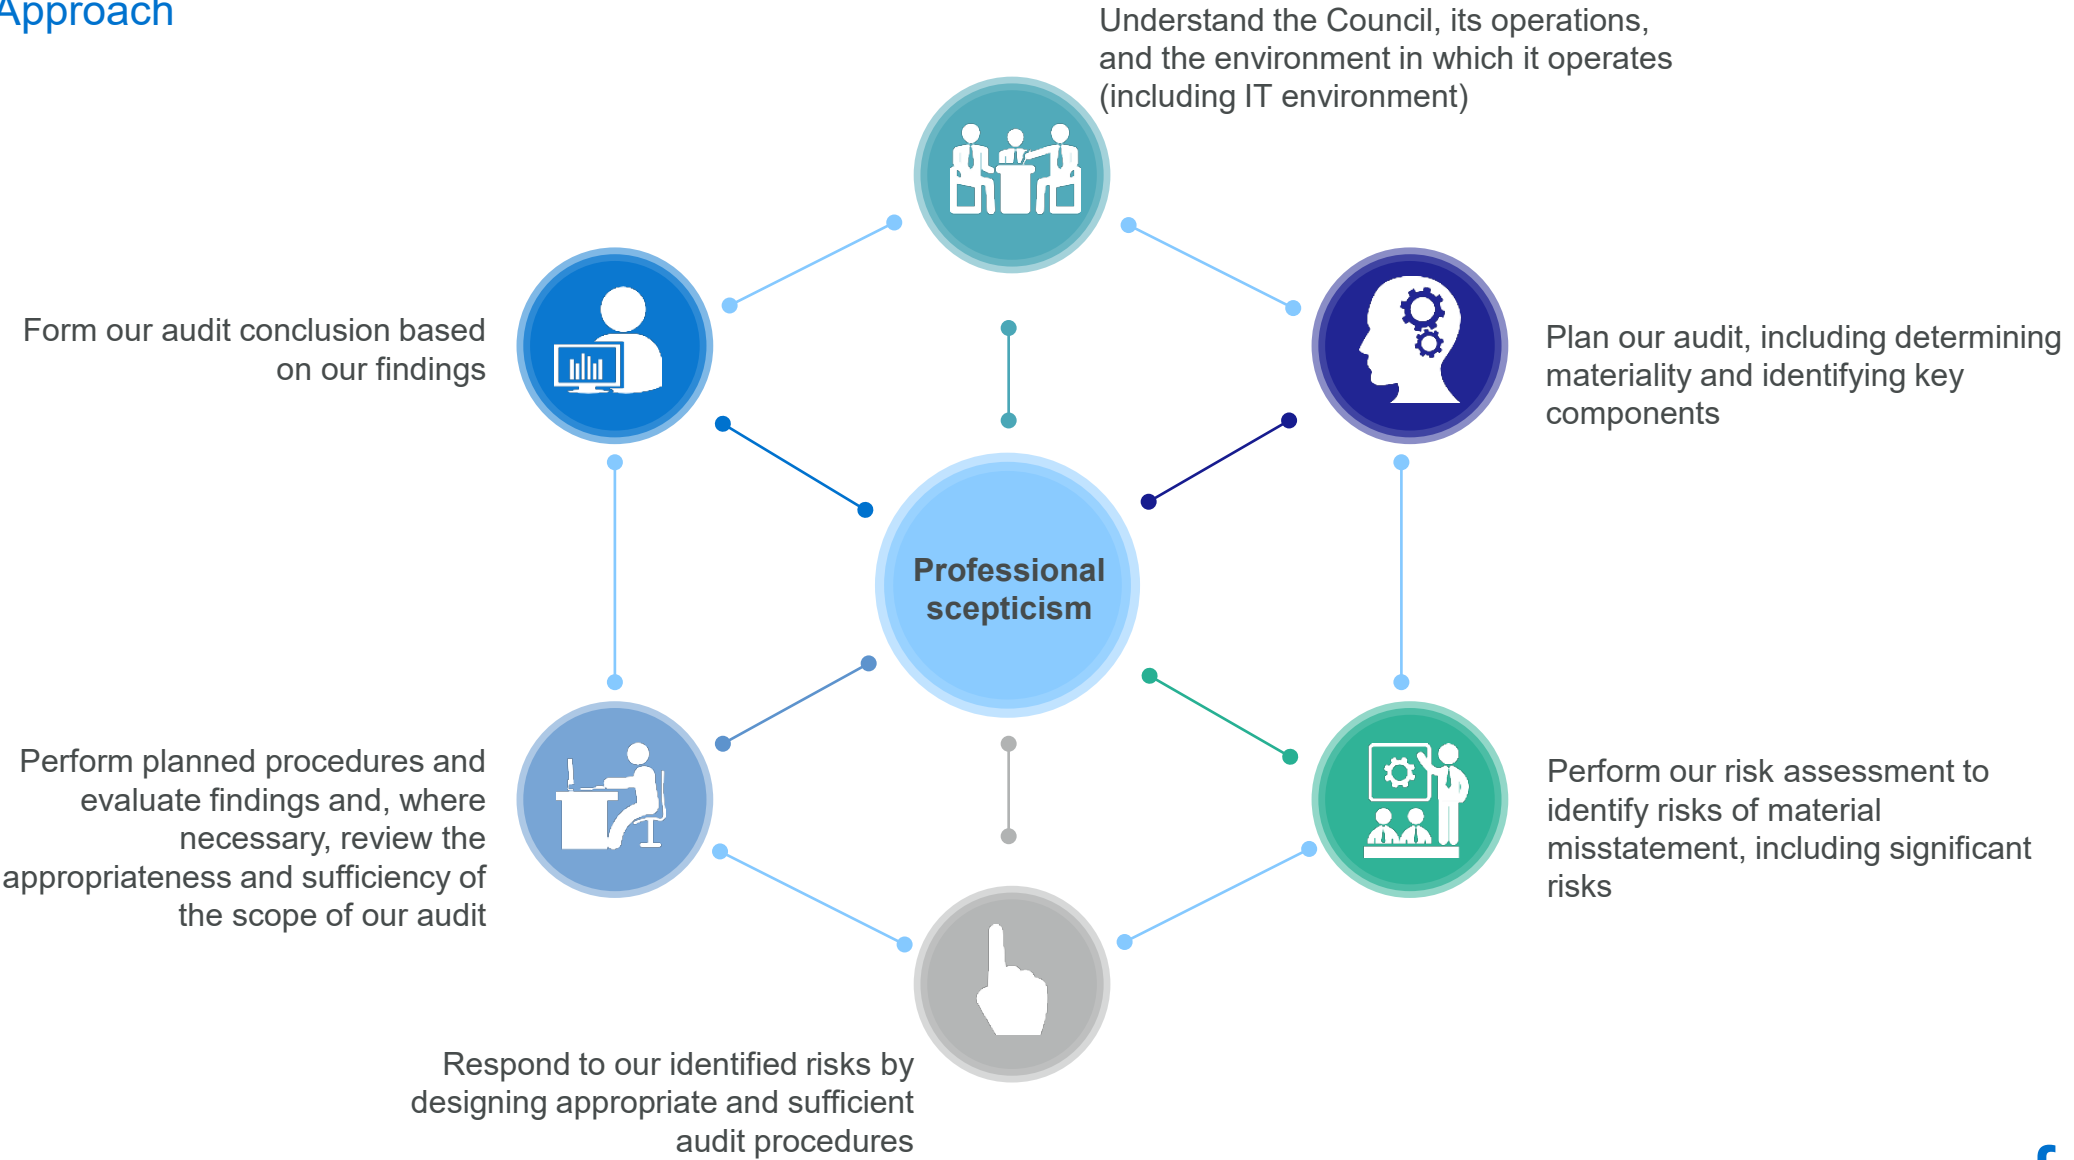 Approach
Understand the Council, its operations,
and the environment in which it operates
(including IT environment)
Plan our audit, including determining
materiality and identifying key
components
Perform our risk assessment to
identify risks of material
misstatement, including significant
risks
Respond to our identified risks by
designing appropriate and sufficient
audit procedures
Perform planned procedures and
evaluate findings and, where
necessary, review the
appropriateness and sufficiency of
the scope of our audit
Form our audit conclusion based
on our findings
Professional
scepticism